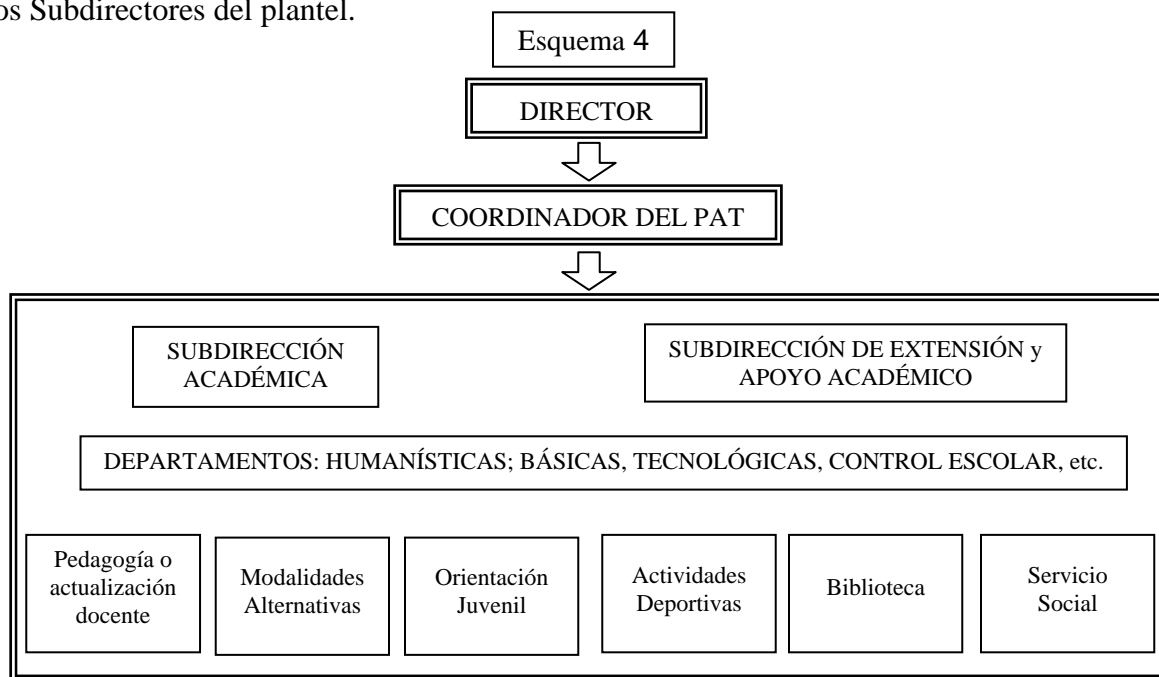 os Subdirectores del plantel.
Esquema 4
DIRECTOR
COORDINADOR DEL PAT
SUBDIRECCIÓN
ACADÉMICA
SUBDIRECCIÓN DE EXTENSIÓN y
APOYO ACADÉMICO
DEPARTAMENTOS: HUMANÍSTICAS; BÁSICAS, TECNOLÓGICAS, CONTROL ESCOLAR, etc.
Pedagogía o
actualización
docente
Modalidades
Alternativas
Orientación
Juvenil
Actividades
Deportivas
Biblioteca
Servicio
Social